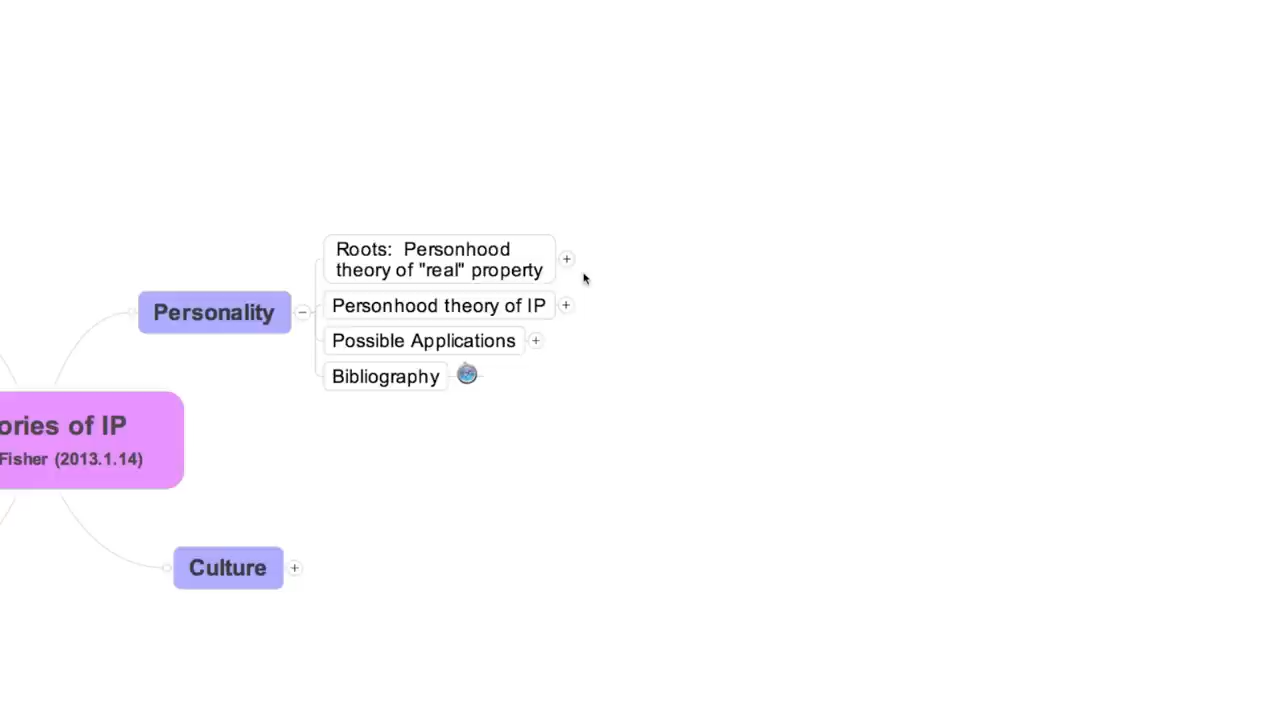 Roots:  Personhood
theory of "real" property
Personality
Personhood theory of IP
Possible Applications
Bibliography
ories of IP
Fisher (2013.1.14)
Culture